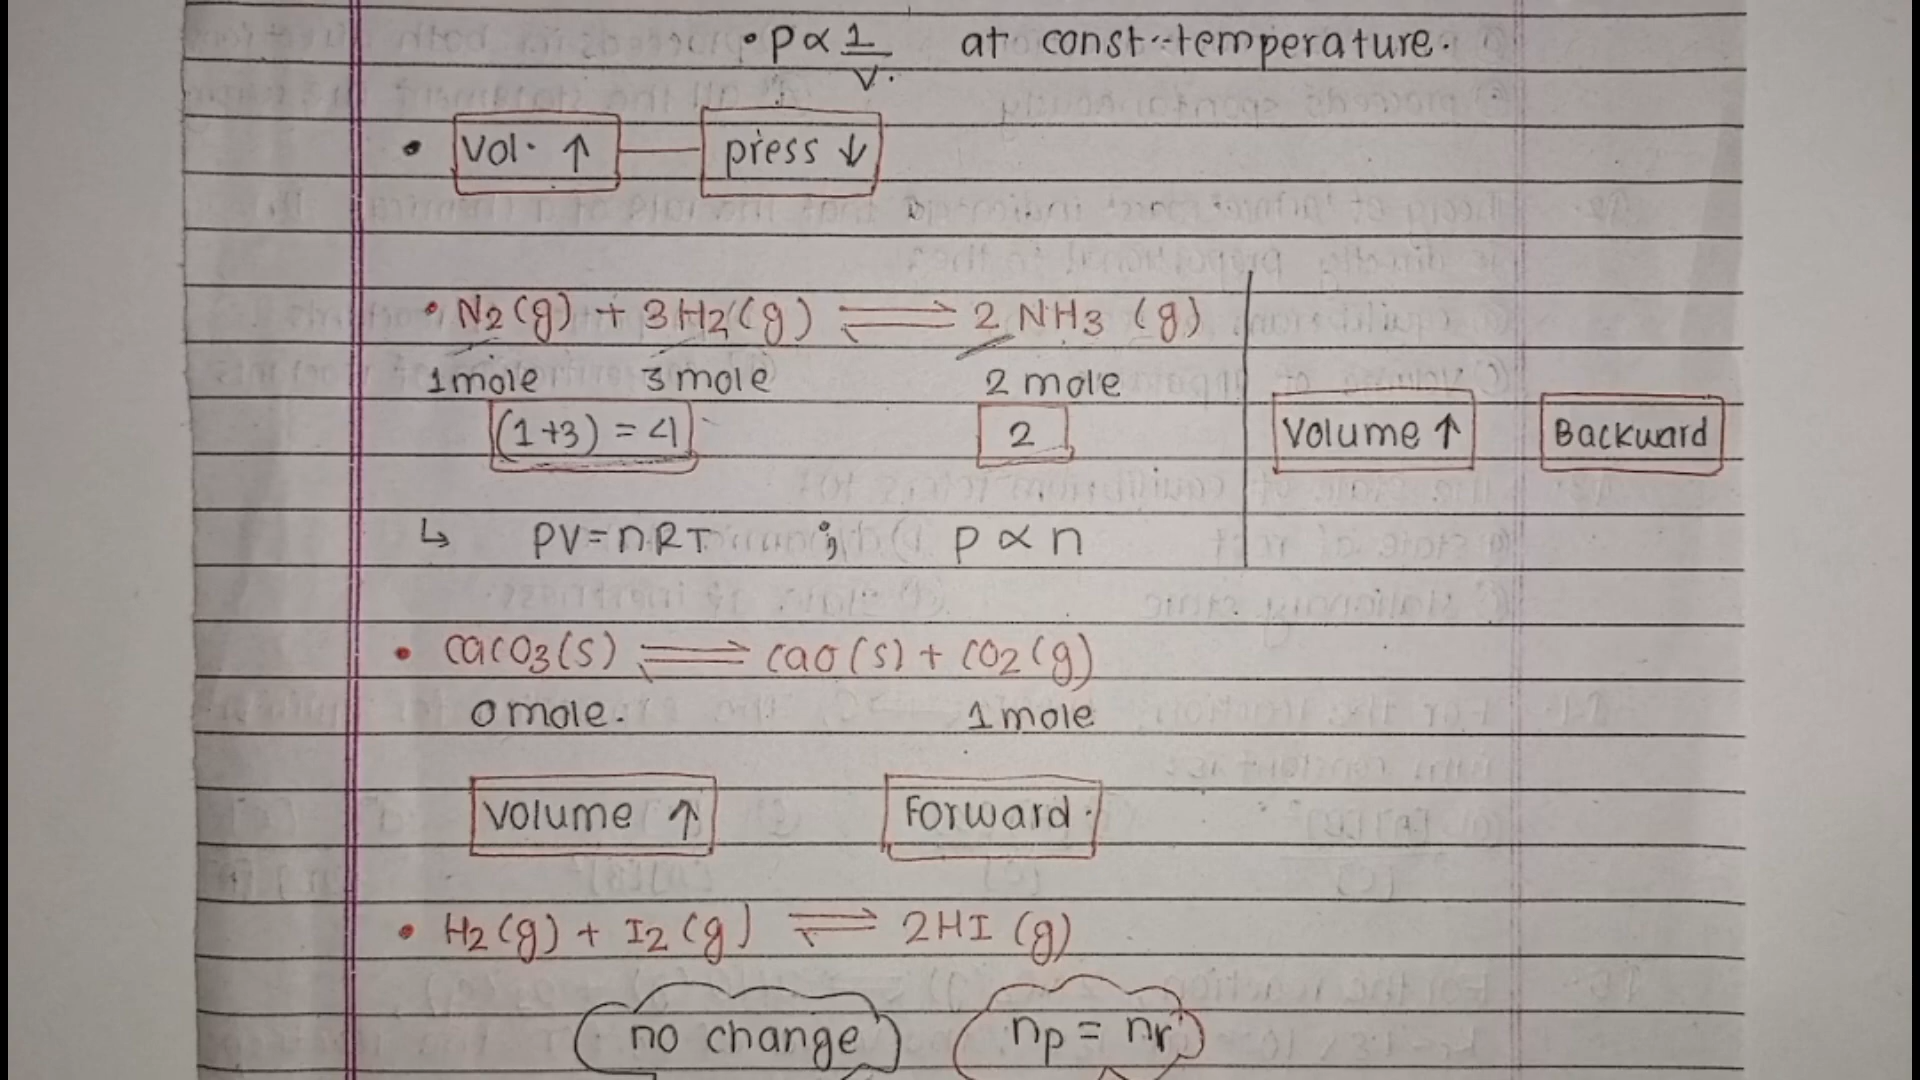 • P ∝ 1/V. at const. temperature.
• Vol. ↑ press ↓
• N2(g) + 3H2(g) ⇌ 2 NH3 (g)
1mole 3 mole 2 mole
(1+3) = 4 2 Volume ↑ Backward
↳ PV = nRT ; P ∝ n
• CaCO3(s) ⇌ CaO(s) + CO2(g)
0 mole. 1 mole
Volume ↑ Forward.
• H2(g) + I2(g) ⇌ 2HI (g)
no change np = nr